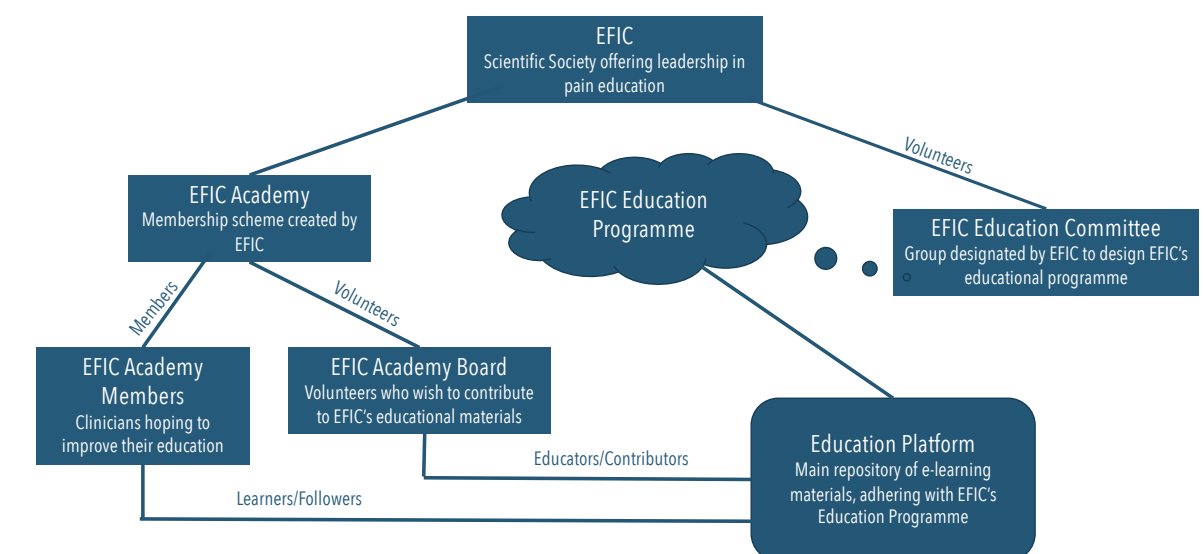 EFIC
Scientific Society offering leadership in
pain education
Volunteers
EFIC Education
Programme
EFIC Academy
Membership scheme created by
EFIC
EFIC Education Committee
Group designated by EFIC to design EFIC's
educational programme
Members
Volunteers
EFIC Academy
Members
Clinicians hoping to
improve their education
EFIC Academy Board
Volunteers who wish to contribute
to EFIC's educational materials
Education Platform
Main repository of e-learning
materials, adhering with EFIC's
Education Programme
Educators/Contributors
Learners/Followers